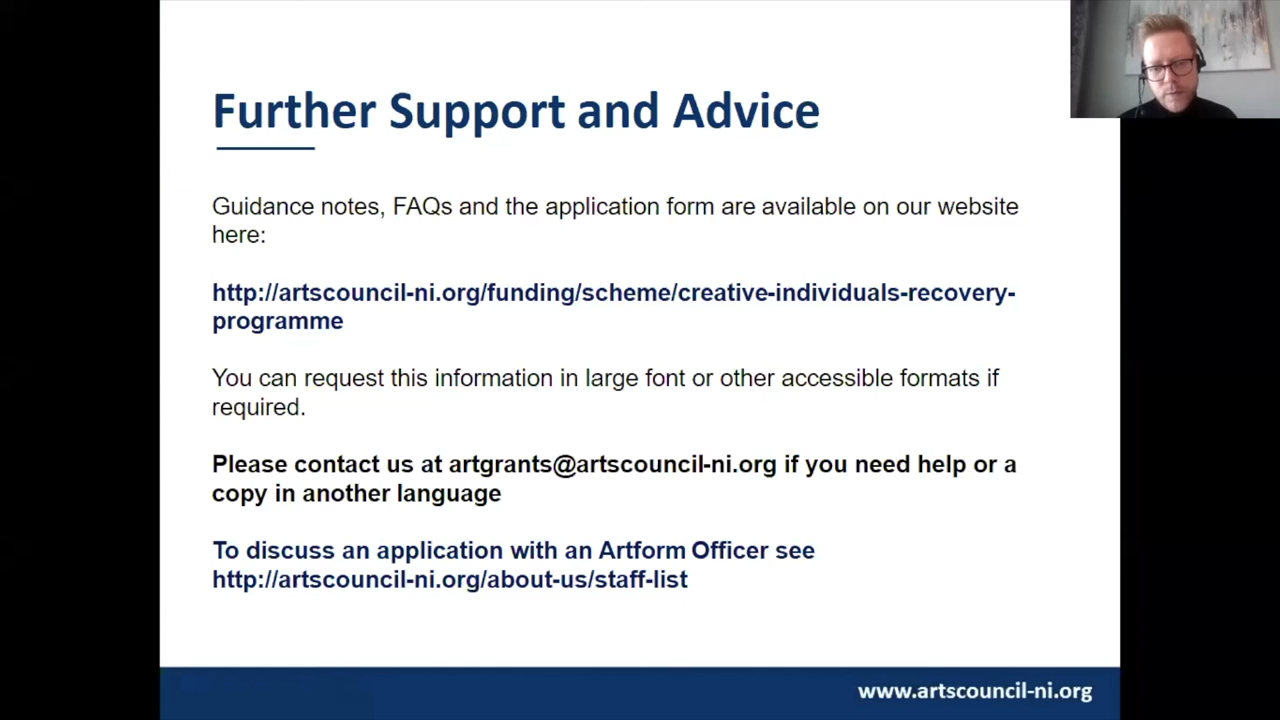 Further Support and Advice
Guidance notes, FAQs and the application form are available on our website
here:
http://artscouncil-ni.org/funding/scheme/creative-individuals-recovery-
programme
You can request this information in large font or other accessible formats if
required.
Please contact us at artgrants@artscouncil-ni.org if you need help or a
copy in another language
To discuss an application with an Artform Officer see
http://artscouncil-ni.org/about-us/staff-list
www.artscouncil-ni.org